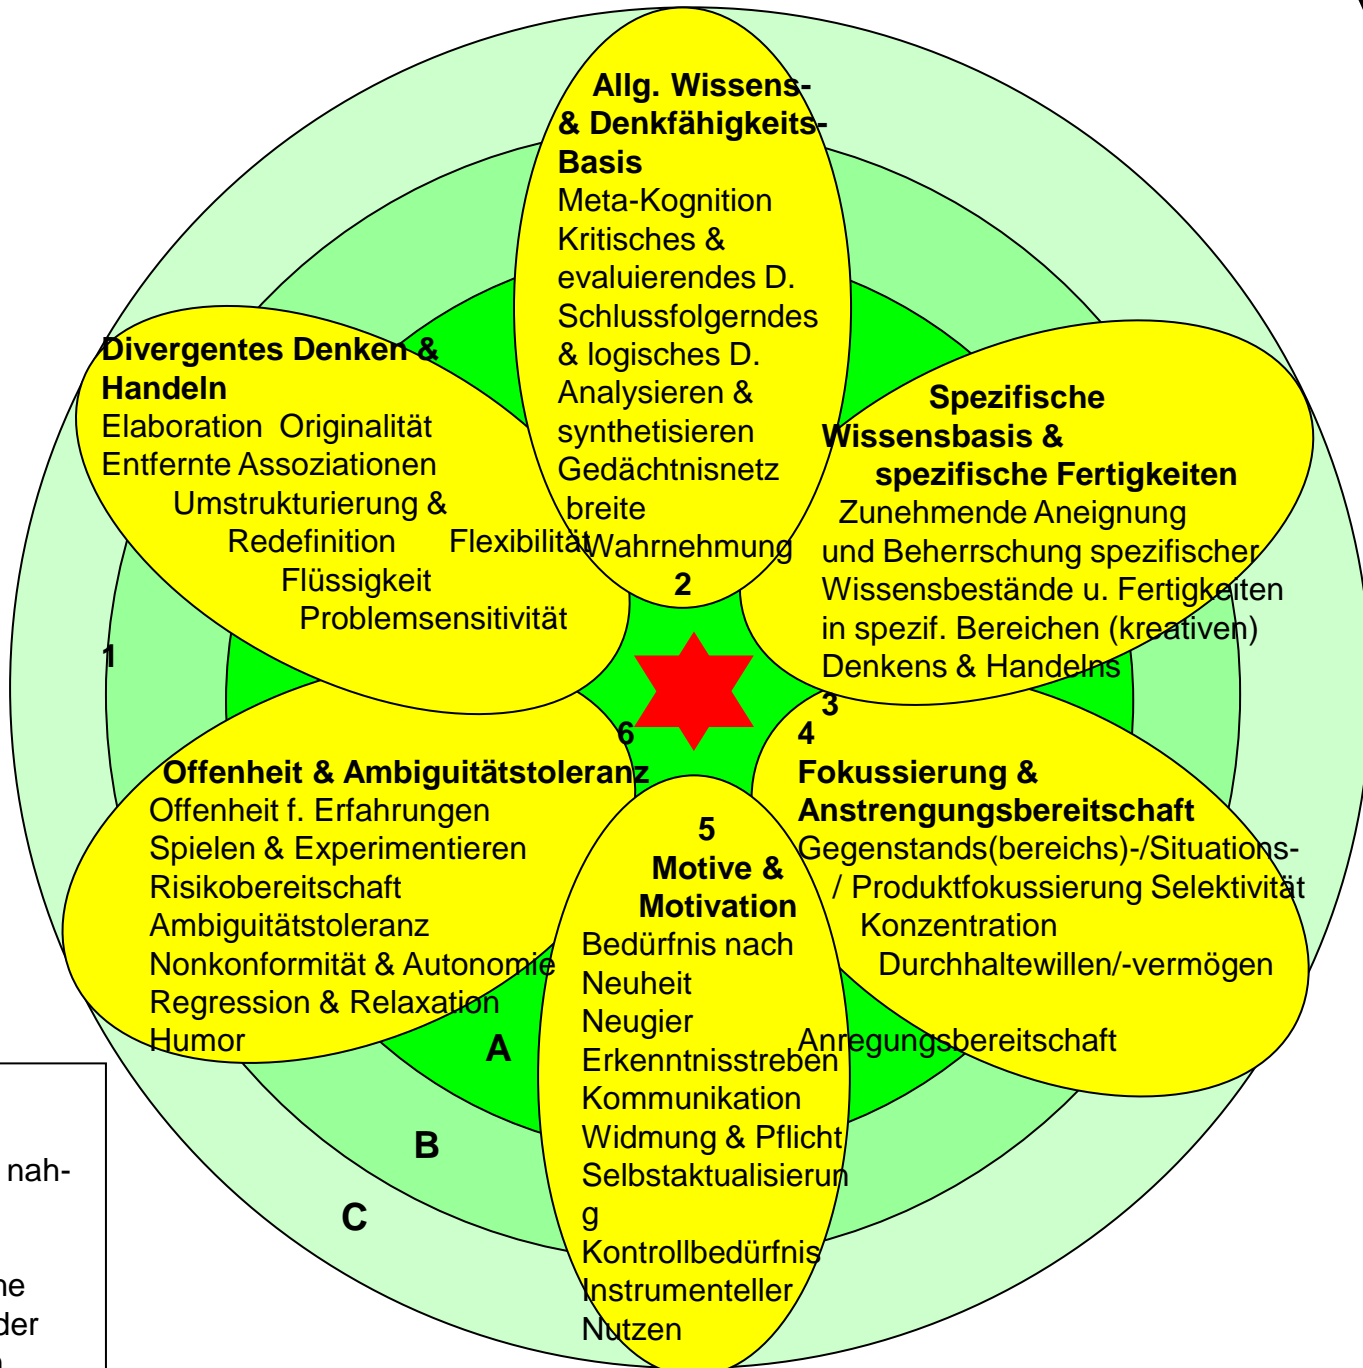 Allg. Wissens-
& Denkfähigkeits-
Basis
Meta-Kognition
Kritisches &
evaluierendes D.
Schlussfolgerndes
& logisches D.
Analysieren &
synthetisieren
Gedächtnisnetz
breite
Wahrnehmung
2
Divergentes Denken &
Handeln
Elaboration Originalität
Entfernte Assoziationen
Umstrukturierung &
Redefinition Flexibilität
Flüssigkeit
Problemsensitivität
1
Spezifische
Wissensbasis &
spezifische Fertigkeiten
Zunehmende Aneignung
und Beherrschung spezifischer
Wissensbestände u. Fertigkeiten
in spezif. Bereichen (kreativen)
Denkens & Handelns
3
6
Offenheit & Ambiguitätstoleranz
Offenheit f. Erfahrungen
Spielen & Experimentieren
Risikobereitschaft
Ambiguitätstoleranz
Nonkonformität & Autonomie
Regression & Relaxation
Humor
4
Fokussierung &
Anstrengungsbereitschaft
Gegenstands(bereichs)-/Situations-
/ Produktfokussierung Selektivität
Konzentration
Durchhaltewillen/-vermögen
Anregungsbereitschaft
5
Motive &
Motivation
Bedürfnis nach
Neuheit
Neugier
Erkenntnisstreben
Kommunikation
Widmung & Pflicht
Selbstaktualisierun
g
Kontrollbedürfnis
Instrumenteller
Nutzen
A
B
C
nah-
der